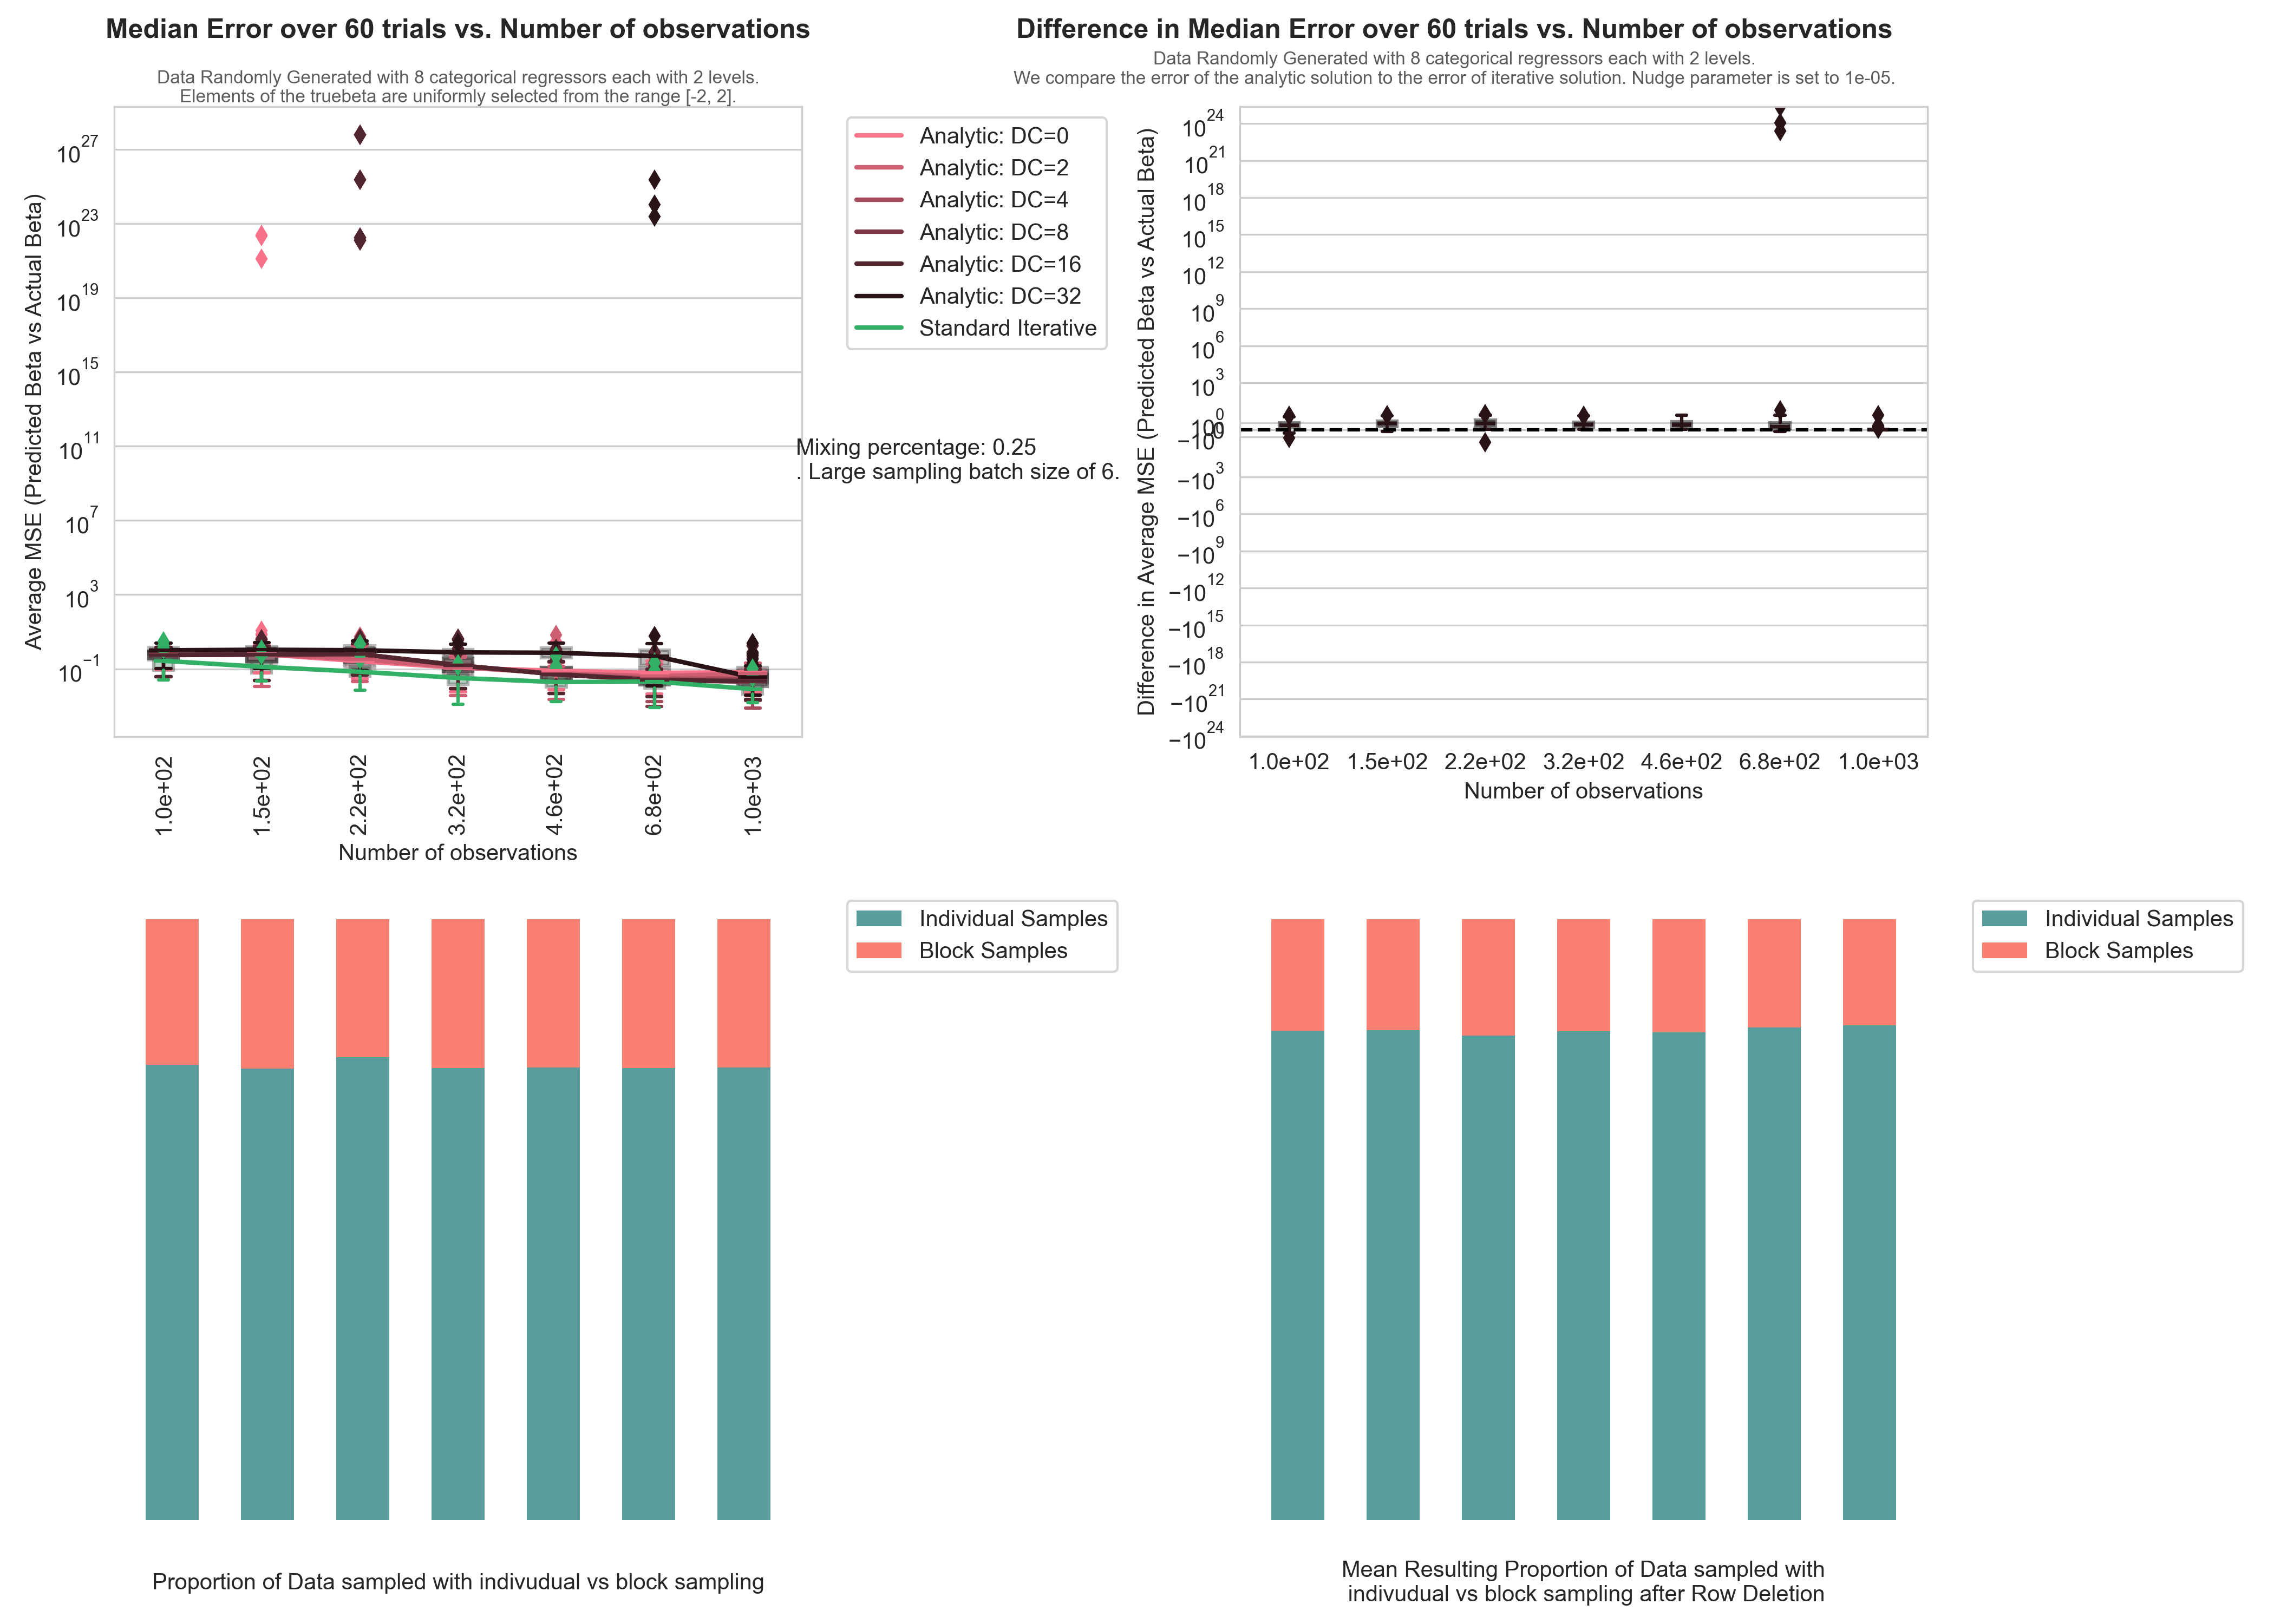 Median Error over 60 trials vs. Number of observations
Data Randomly Generated with 8 categorical regressors each with 2 levels.
Elements of the truebeta are uniformly selected from the range [-2, 2].
Average MSE (Predicted Beta vs Actual Beta)
10^27
10^23
10^19
10^15
10^11
10^7
10^3
10^−1
1.0e+02
1.5e+02
2.2e+02
3.2e+02
4.6e+02
6.8e+02
1.0e+03
Number of observations
Analytic: DC=0
Analytic: DC=2
Analytic: DC=4
Analytic: DC=8
Analytic: DC=16
Analytic: DC=32
Standard Iterative
Mixing percentage: 0.25
. Large sampling batch size of 6.
Difference in Median Error over 60 trials vs. Number of observations
Data Randomly Generated with 8 categorical regressors each with 2 levels.
We compare the error of the analytic solution to the error of iterative solution. Nudge parameter is set to 1e-05.
Difference in Average MSE (Predicted Beta vs Actual Beta)
10^24
10^21
10^18
10^15
10^12
10^9
10^6
10^3
10^0
0
−10^0
−10^3
−10^6
−10^9
−10^12
−10^15
−10^18
−10^21
−10^24
1.0e+02 1.5e+02 2.2e+02 3.2e+02 4.6e+02 6.8e+02 1.0e+03
Number of observations
Individual Samples
Block Samples
Proportion of Data sampled with indivudual vs block sampling
Individual Samples
Block Samples
Mean Resulting Proportion of Data sampled with
indivudual vs block sampling after Row Deletion